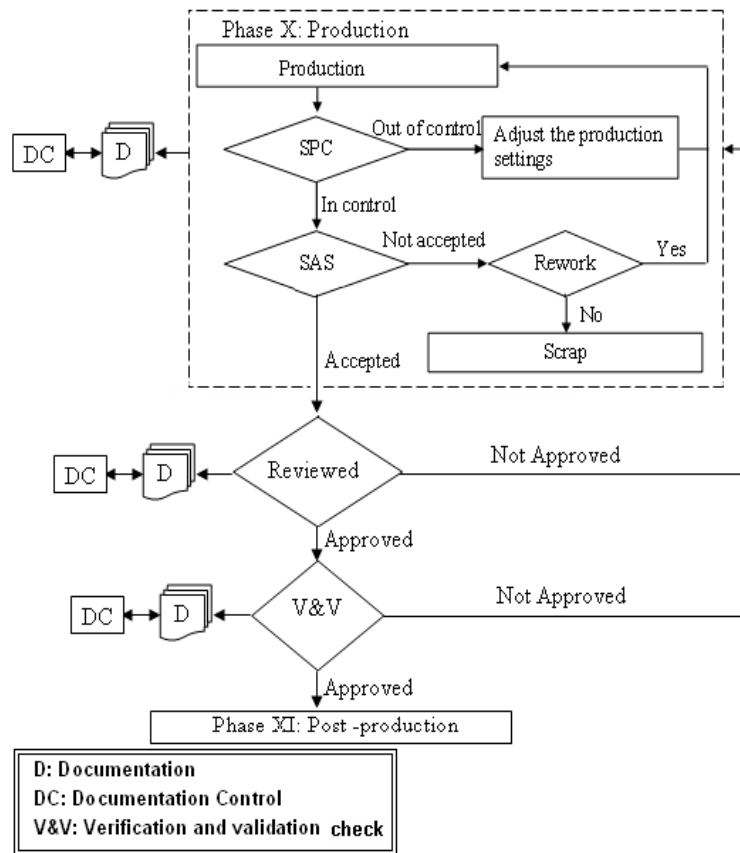 Phase X: Production
Production
Out of control
Adjust the production
settings
DC
D
SPC
In control
Not accepted
SAS
Rework
Yes
No
Scrap
Accepted
DC
D
Reviewed
Not Approved
Approved
DC
D
V&V
Not Approved
Approved
Phase XI: Post -production
D: Documentation
DC: Documentation Control
V&V: Verification and validation check